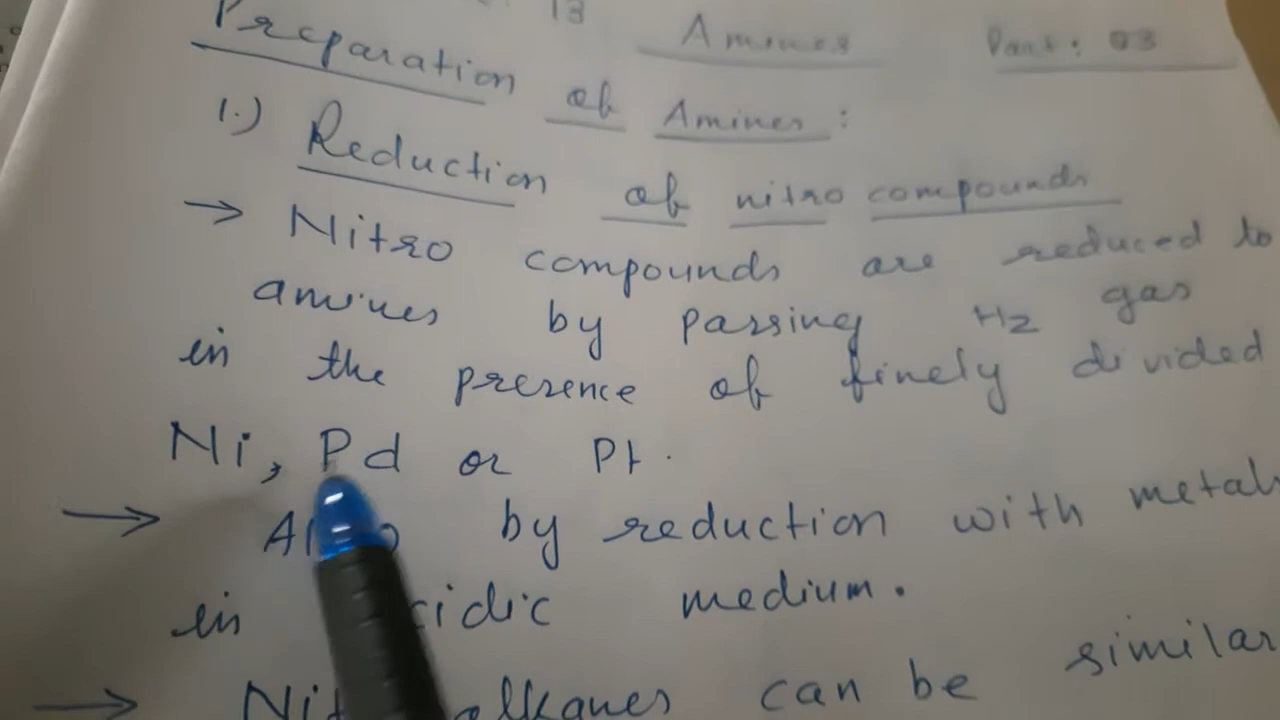 13 Amines Part: 03
Preparation of Amines:
1.) Reduction of nitro compounds
→ Nitro compounds are reduced to
amines by passing H2 gas
in the presence of finely divided
Ni, Pd or Pt.
→ by reduction with metals
in medium.
→ can be similar